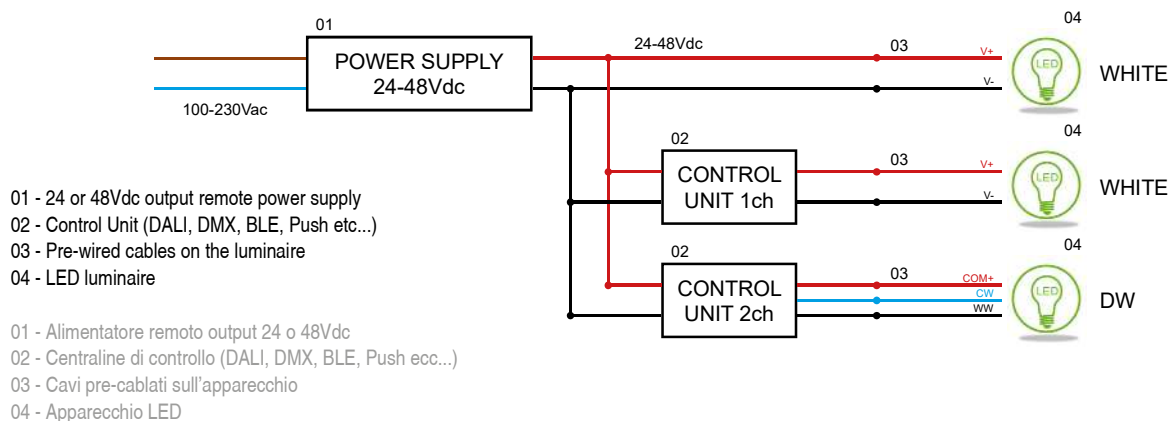 01
POWER SUPPLY
24-48Vdc
100-230Vac
24-48Vdc
03
V+
V-
04
LED
WHITE
02
CONTROL
UNIT 1ch
03
V+
V-
04
LED
WHITE
02
CONTROL
UNIT 2ch
03
COM+
CW
WW
04
LED
DW
01 - 24 or 48Vdc output remote power supply
02 - Control Unit (DALI, DMX, BLE, Push etc...)
03 - Pre-wired cables on the luminaire
04 - LED luminaire
01 - Alimentatore remoto output 24 o 48Vdc
02 - Centraline di controllo (DALI, DMX, BLE, Push ecc...)
03 - Cavi pre-cablati sull'apparecchio
04 - Apparecchio LED